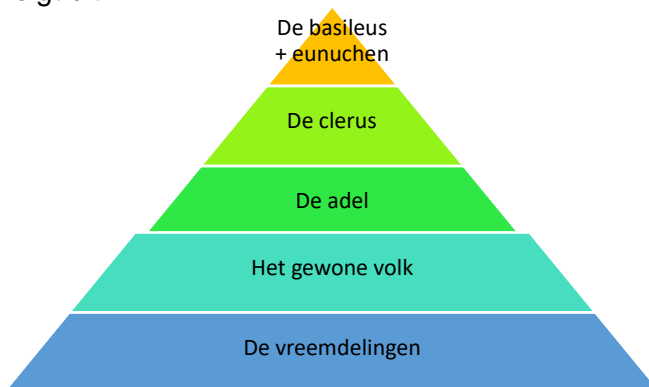 De basileus
+ eunuchen
De clerus
De adel
Het gewone volk
De vreemdelingen